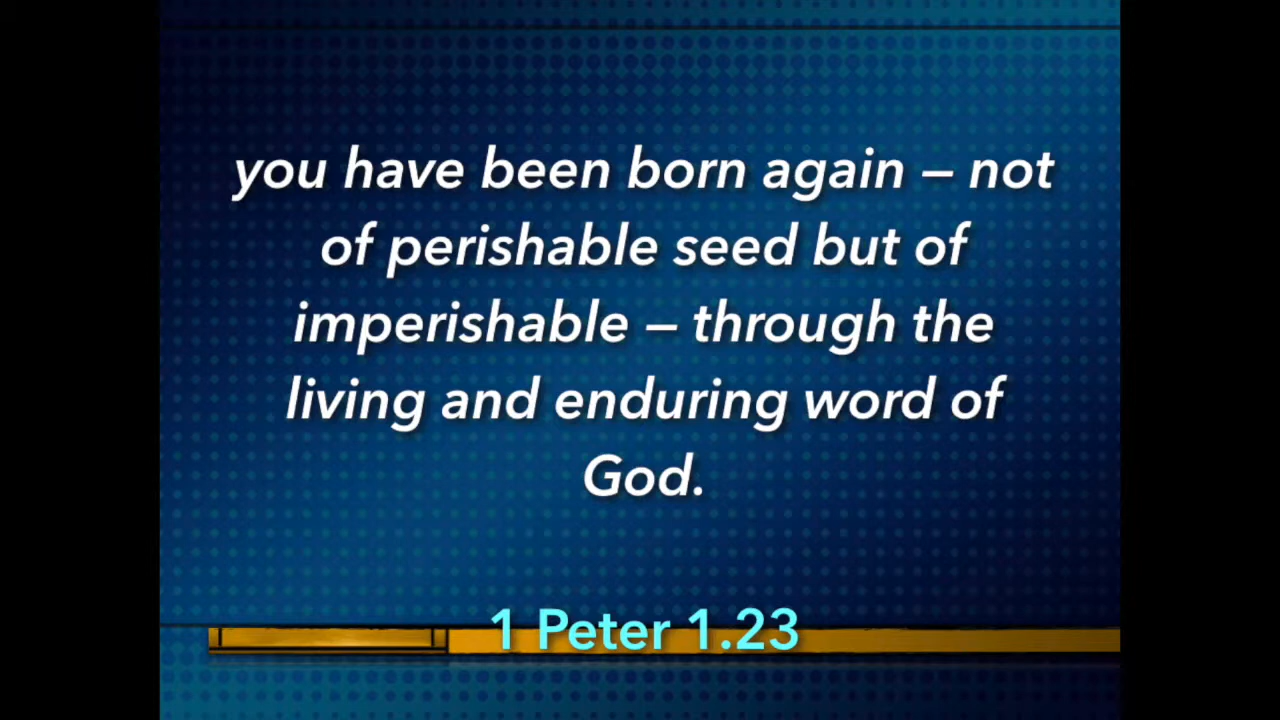 you have been born again – not
of perishable seed but of
imperishable – through the
living and enduring word of
God.
1 Peter 1.23